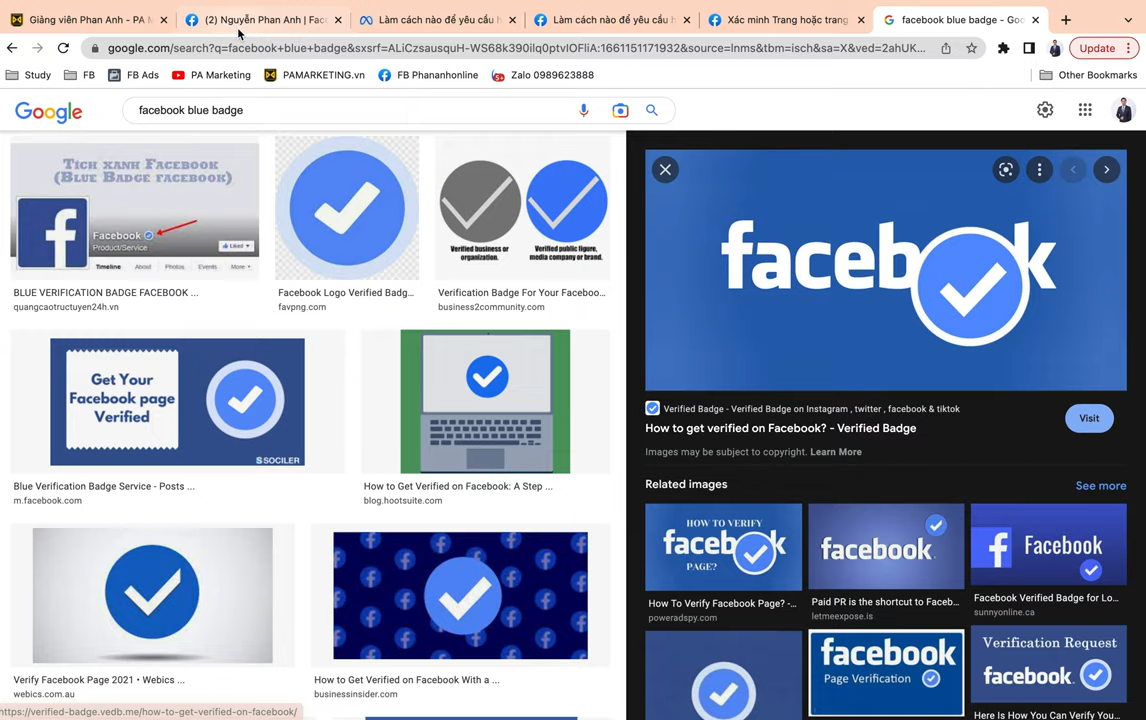 Giảng viên Phan Anh - PA M
(2) Nguyễn Phan Anh | Face
Làm cách nào để yêu cầu h
Làm cách nào để yêu cầu h
Xác minh Trang hoặc trang
facebook blue badge - Goo
google.com/search?q=facebook+blue+badge&sxsrf=ALiCzsausquH-WS68k390ilq0ptvIOFliA:1661151171932&source=lnms&tbm=isch&sa=X&ved=2ahUK...
Update
Study
FB
FB Ads
PA Marketing
PAMARKETING.vn
FB Phananhonline
Zalo 0989623888
Other Bookmarks
Google
facebook blue badge
TÍCH XANH FACEBOOK
(BLUE BADGE FACEBOOK)
Facebook
Product/Service
Liked
Timeline About Photos Events More
BLUE VERIFICATION BADGE FACEBOOK ...
quangcaotructuyen24h.vn
Facebook Logo Verified Badg...
favpng.com
Verified business or
organization.
Verified public figure,
media company or brand.
Verification Badge For Your Faceboo...
business2community.com
Get Your
Facebook page
Verified
SOCIALER
Blue Verification Badge Service - Posts ...
m.facebook.com
How to Get Verified on Facebook: A Step ...
blog.hootsuite.com
Verify Facebook Page 2021 • Webics ...
webics.com.au
How to Get Verified on Facebook With a ...
businessinsider.com
https://verified-badge.vedb.me/how-to-get-verified-on-facebook/
faceb k
Verified Badge - Verified Badge on Instagram , twitter , facebook & tiktok
How to get verified on Facebook? - Verified Badge
Visit
Images may be subject to copyright. Learn More
Related images
See more
HOW TO VERIFY
faceb k
PAGE?
How To Verify Facebook Page? -...
poweradspy.com
facebook.
Paid PR is the shortcut to Faceb...
letmeexpose.is
Facebook
Facebook Verified Badge for Lo...
sunnyonline.ca
facebook
Page Verification
Verification Request
facebook.
Here Is How You Can Verify You...